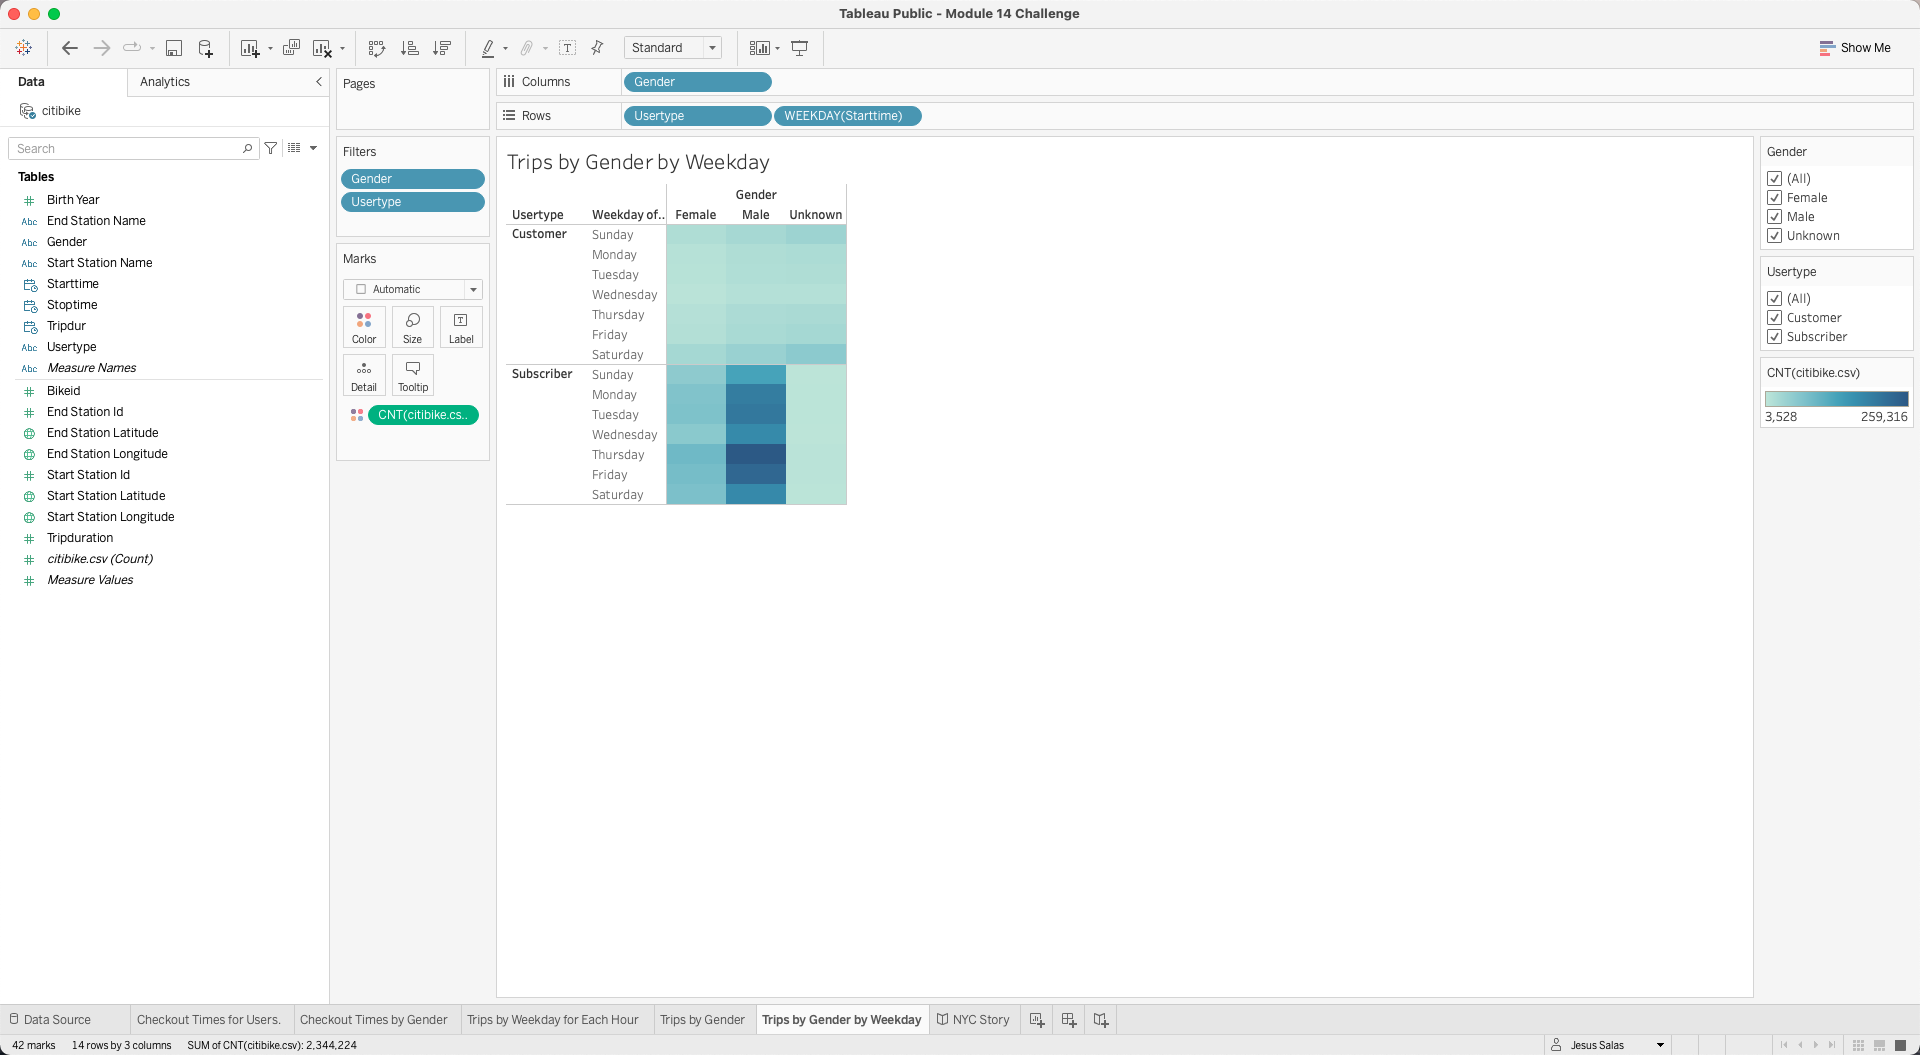 Tableau Public - Module 14 Challenge
Standard
Show Me
Data
Analytics
citibike
Search
Tables
Birth Year
Abc End Station Name
Abc Gender
Abc Start Station Name
Starttime
Stoptime
Tripdur
Abc Usertype
Abc Measure Names
Bikeid
End Station Id
End Station Latitude
End Station Longitude
Start Station Id
Start Station Latitude
Start Station Longitude
Tripduration
citibike.csv (Count)
Measure Values
Pages
Filters
Gender
Usertype
Marks
Automatic
Color
Size
Label
Detail
Tooltip
CNT(citibike.cs..
Columns
Gender
Rows
Usertype
WEEKDAY(Starttime)
Trips by Gender by Weekday
Gender
Usertype Weekday of.. Female Male Unknown
Customer Sunday
Monday
Tuesday
Wednesday
Thursday
Friday
Saturday
Subscriber Sunday
Monday
Tuesday
Wednesday
Thursday
Friday
Saturday
Gender
(All)
Female
Male
Unknown
Usertype
(All)
Customer
Subscriber
CNT(citibike.csv)
3,528 259,316
Data Source
Checkout Times for Users.
Checkout Times by Gender
Trips by Weekday for Each Hour
Trips by Gender
Trips by Gender by Weekday
NYC Story
42 marks 14 rows by 3 columns SUM of CNT(citibike.csv): 2,344,224
Jesus Salas